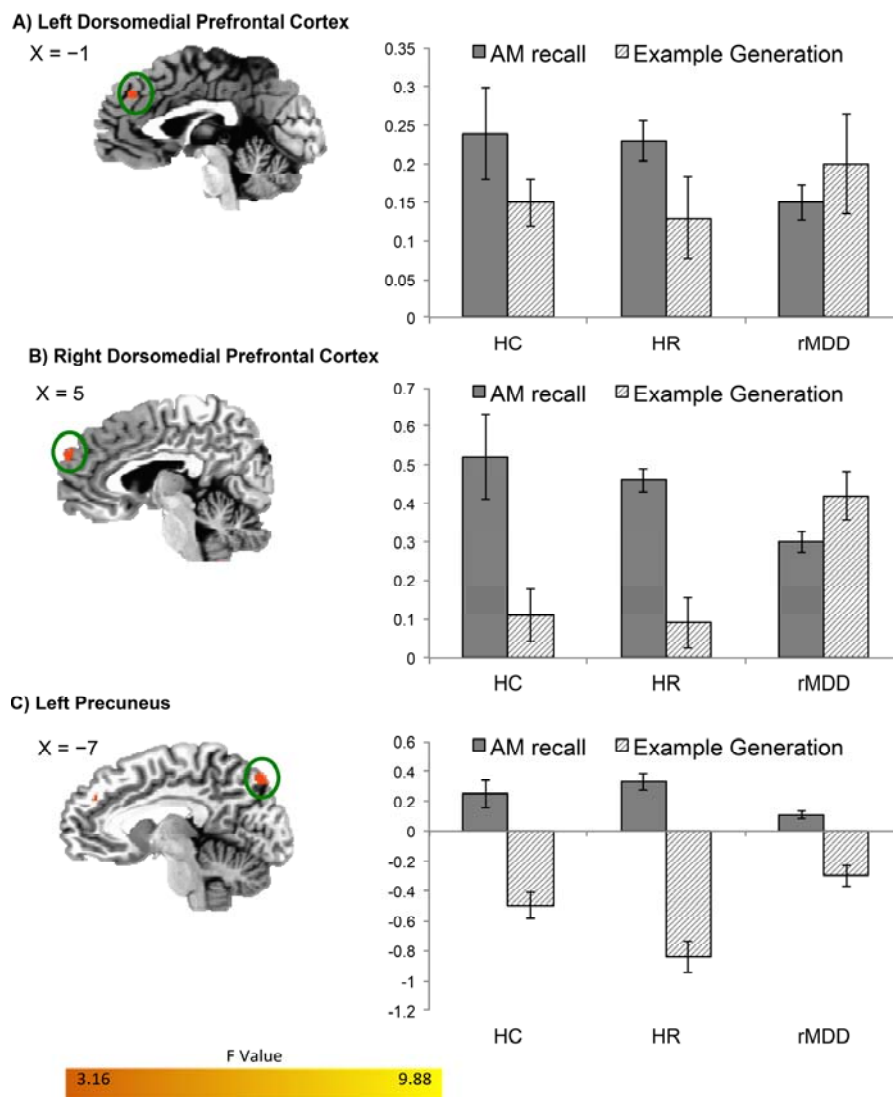 A) Left Dorsomedial Prefrontal Cortex
X = −1
AM recall Example Generation
0.35
0.3
0.25
0.2
0.15
0.1
0.05
0
HC HR rMDD
B) Right Dorsomedial Prefrontal Cortex
X = 5
AM recall Example Generation
0.7
0.6
0.5
0.4
0.3
0.2
0.1
0
HC HR rMDD
C) Left Precuneus
X = −7
AM recall Example Generation
0.6
0.4
0.2
0
-0.2
-0.4
-0.6
-0.8
-1
-1.2
HC HR rMDD
F Value
3.16 9.88